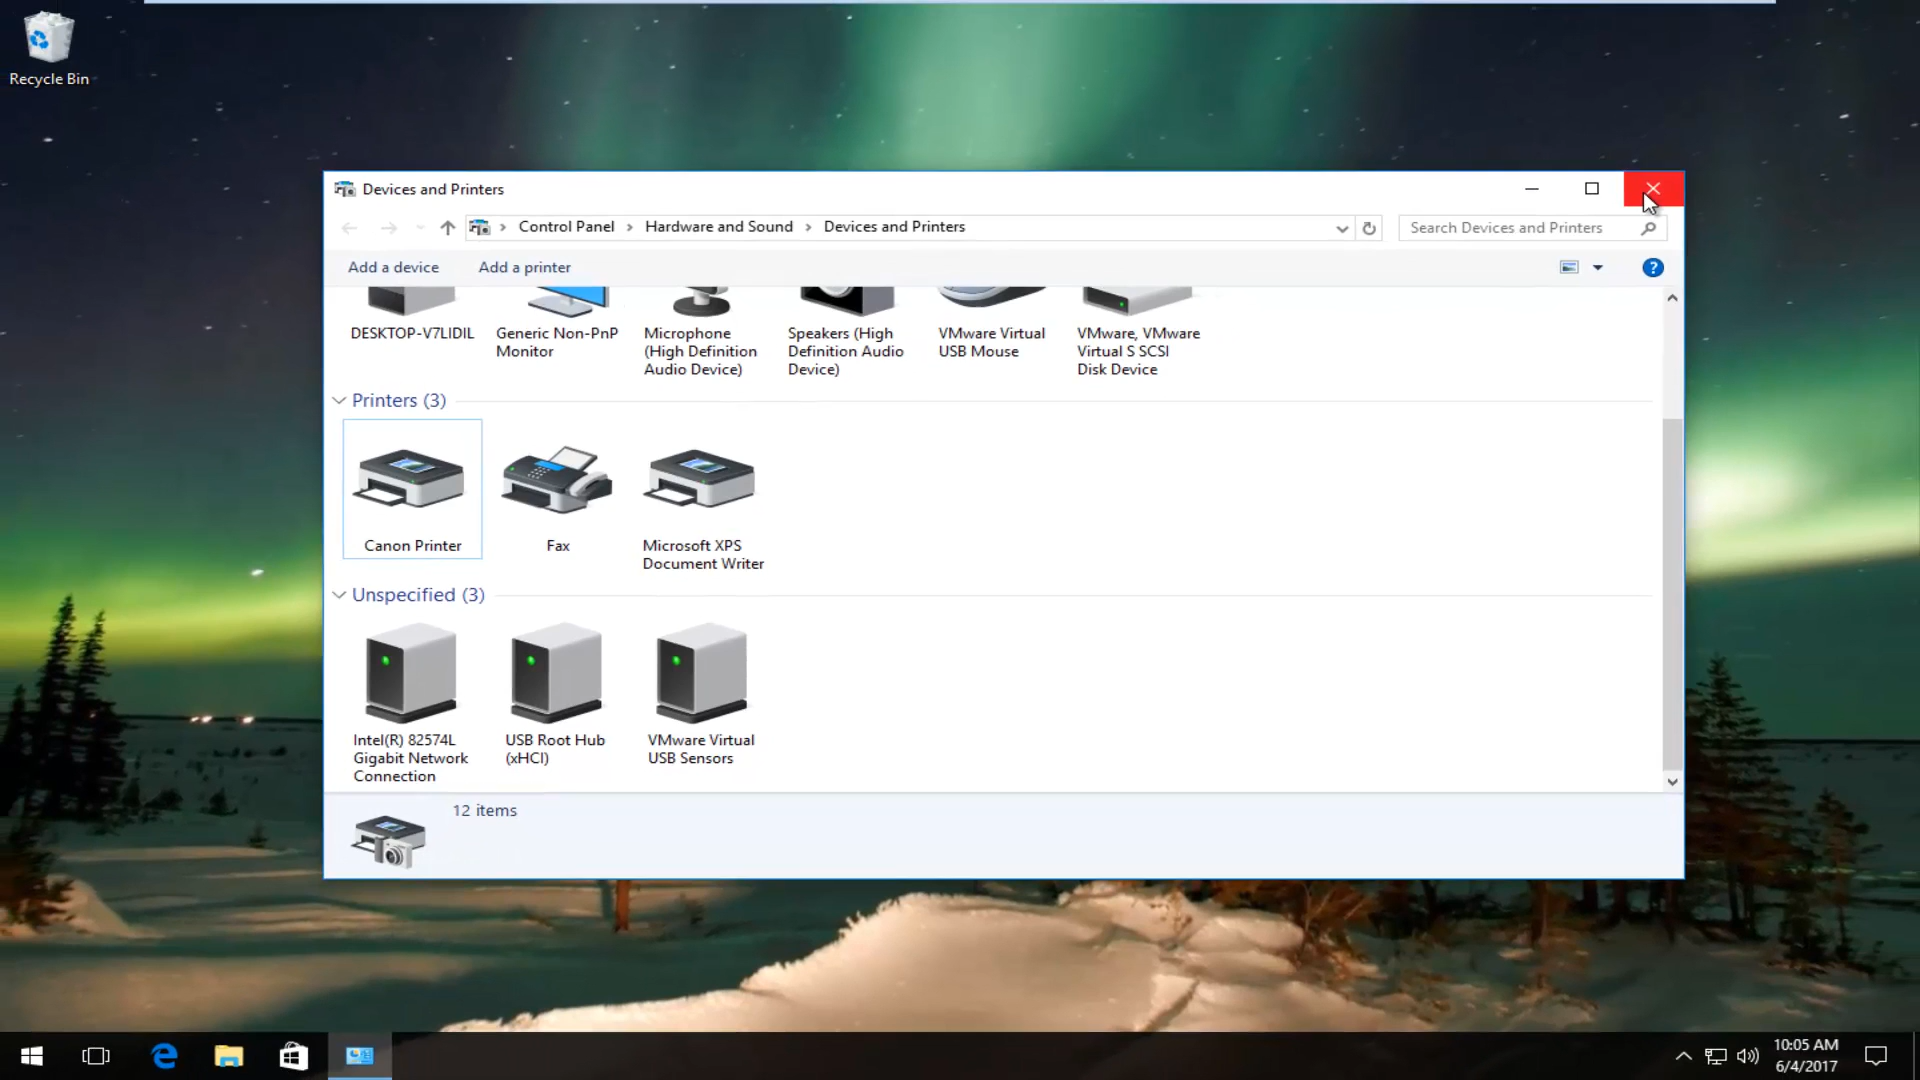 Recycle Bin
Devices and Printers
Control Panel > Hardware and Sound > Devices and Printers
Search Devices and Printers
Add a device Add a printer
?
DESKTOP-V7LIDIL
Generic Non-PnP
Monitor
Microphone
(High Definition
Audio Device)
Speakers (High
Definition Audio
Device)
VMware Virtual
USB Mouse
VMware, VMware
Virtual S SCSI
Disk Device
Printers (3)
Canon Printer
Fax
Microsoft XPS
Document Writer
Unspecified (3)
Intel(R) 82574L
Gigabit Network
Connection
USB Root Hub
(xHCI)
VMware Virtual
USB Sensors
12 items
10:05 AM
6/4/2017